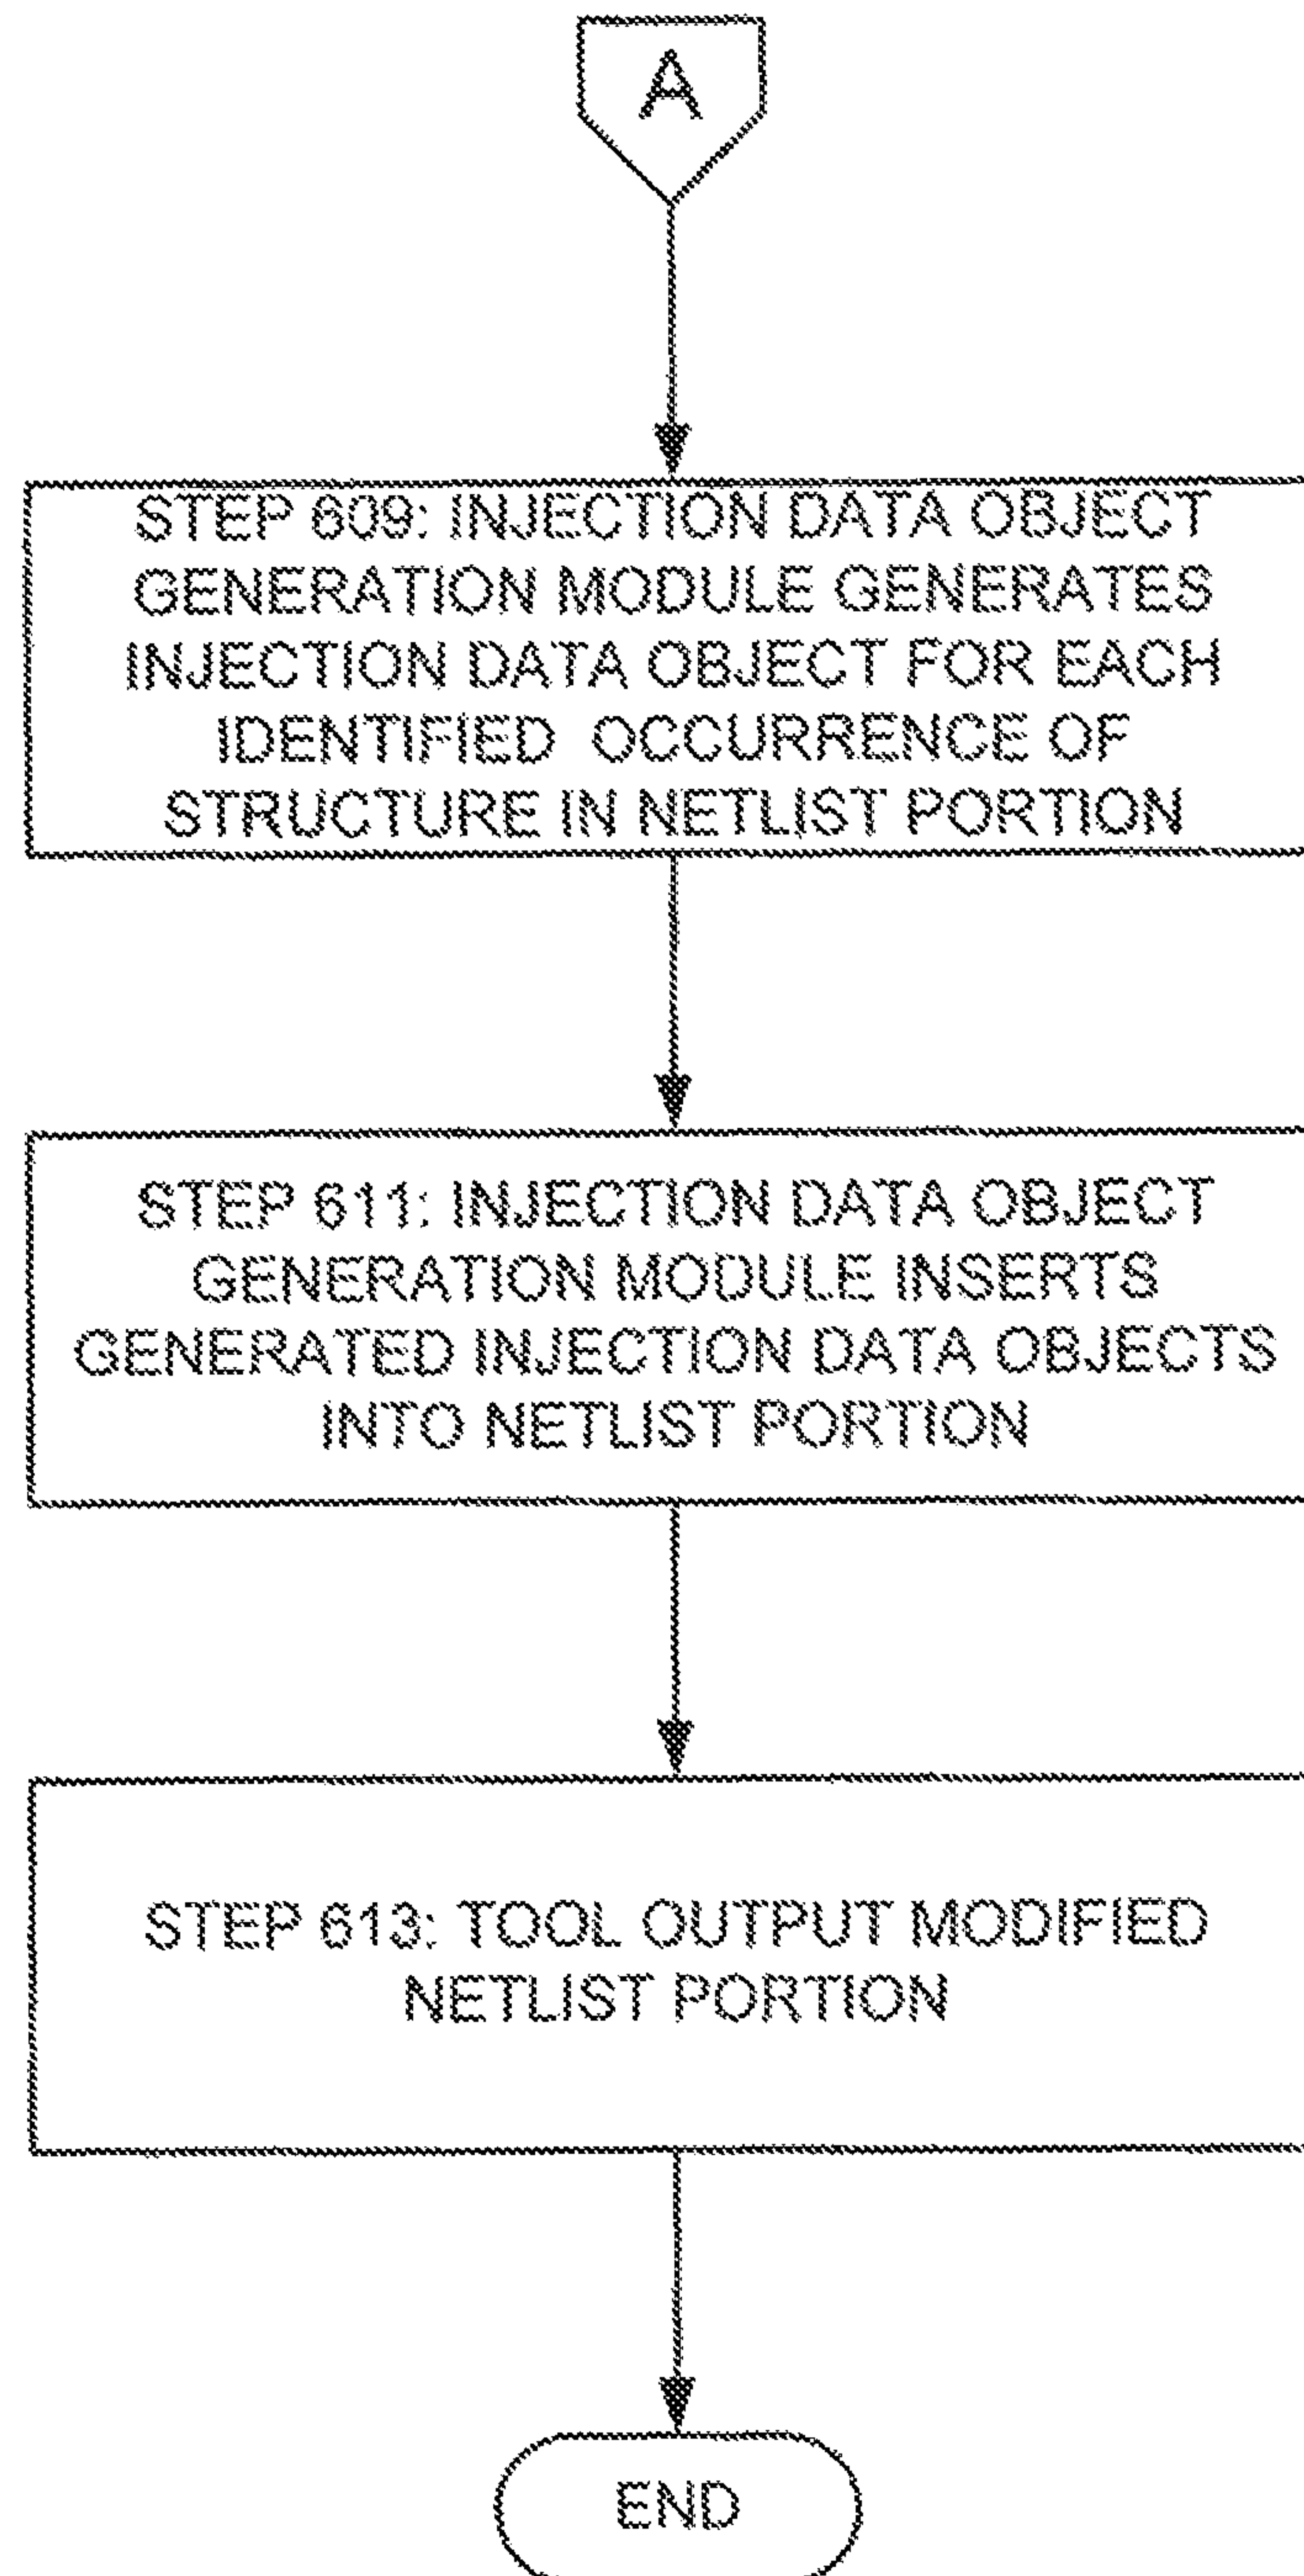 A
STEP 609: INJECTION DATA OBJECT
GENERATION MODULE GENERATES
INJECTION DATA OBJECT FOR EACH
IDENTIFIED OCCURRENCE OF
STRUCTURE IN NETLIST PORTION
STEP 611: INJECTION DATA OBJECT
GENERATION MODULE INSERTS
GENERATED INJECTION DATA OBJECTS
INTO NETLIST PORTION
STEP 613: TOOL OUTPUT MODIFIED
NETLIST PORTION
END